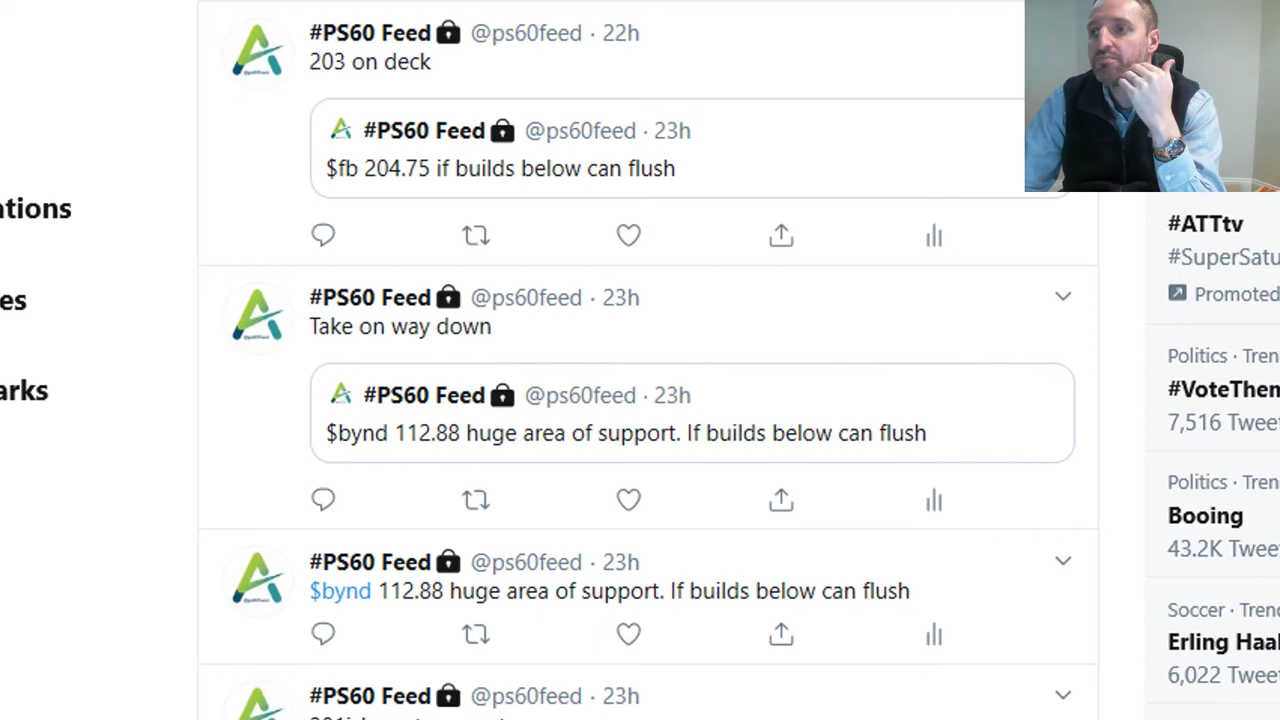 #PS60 Feed @ps60feed · 22h
203 on deck
#PS60 Feed @ps60feed · 23h
$fb 204.75 if builds below can flush
#PS60 Feed @ps60feed · 23h
Take on way down
#PS60 Feed @ps60feed · 23h
$bynd 112.88 huge area of support. If builds below can flush
#PS60 Feed @ps60feed · 23h
$bynd 112.88 huge area of support. If builds below can flush
#PS60 Feed @ps60feed · 23h
ations
es
arks
#ATTtv
#SuperSatu
Promoted
Politics · Tren
#VoteThen
7,516 Tweet
Politics · Tren
Booing
43.2K Twee
Soccer · Trend
Erling Haal
6,022 Tweet